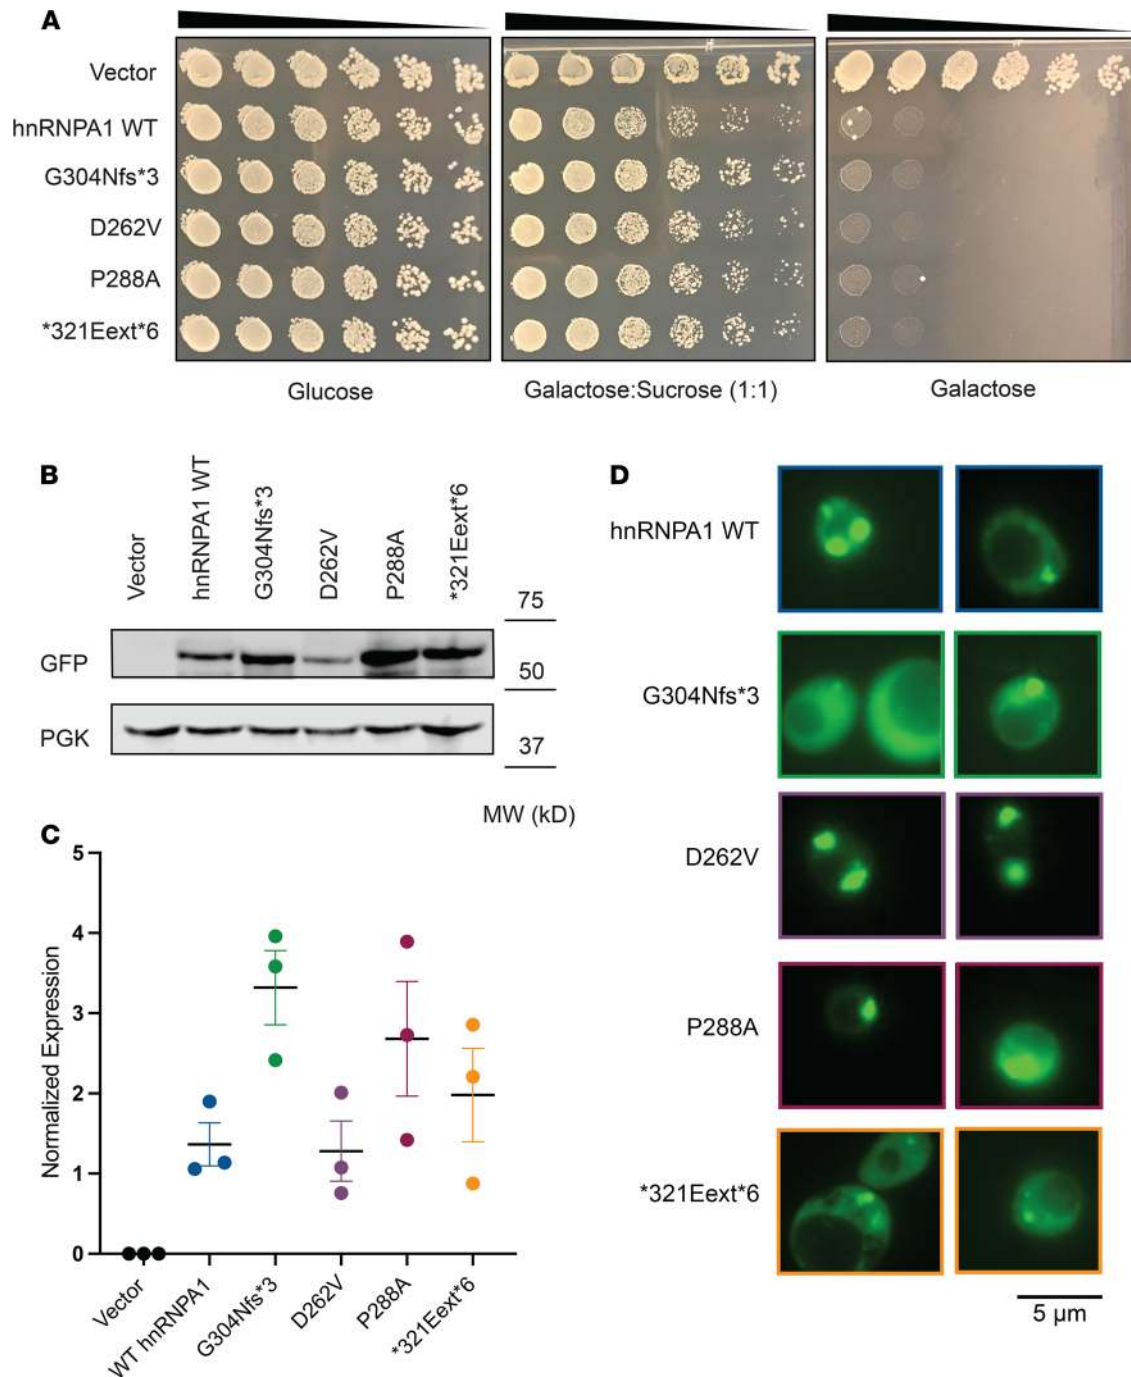 A
Vector
hnRNPA1 WT
G304Nfs*3
D262V
P288A
*321Eext*6
Glucose
Galactose:Sucrose (1:1)
Galactose
B
Vector
hnRNPA1 WT
G304Nfs*3
D262V
P288A
*321Eext*6
75
GFP
50
PGK
37
MW (kD)
C
Normalized Expression
5
4
3
2
1
0
Vector
WT hnRNPA1
G304Nfs*3
D262V
P288A
*321Eext*6
D
hnRNPA1 WT
G304Nfs*3
D262V
P288A
*321Eext*6
5 µm